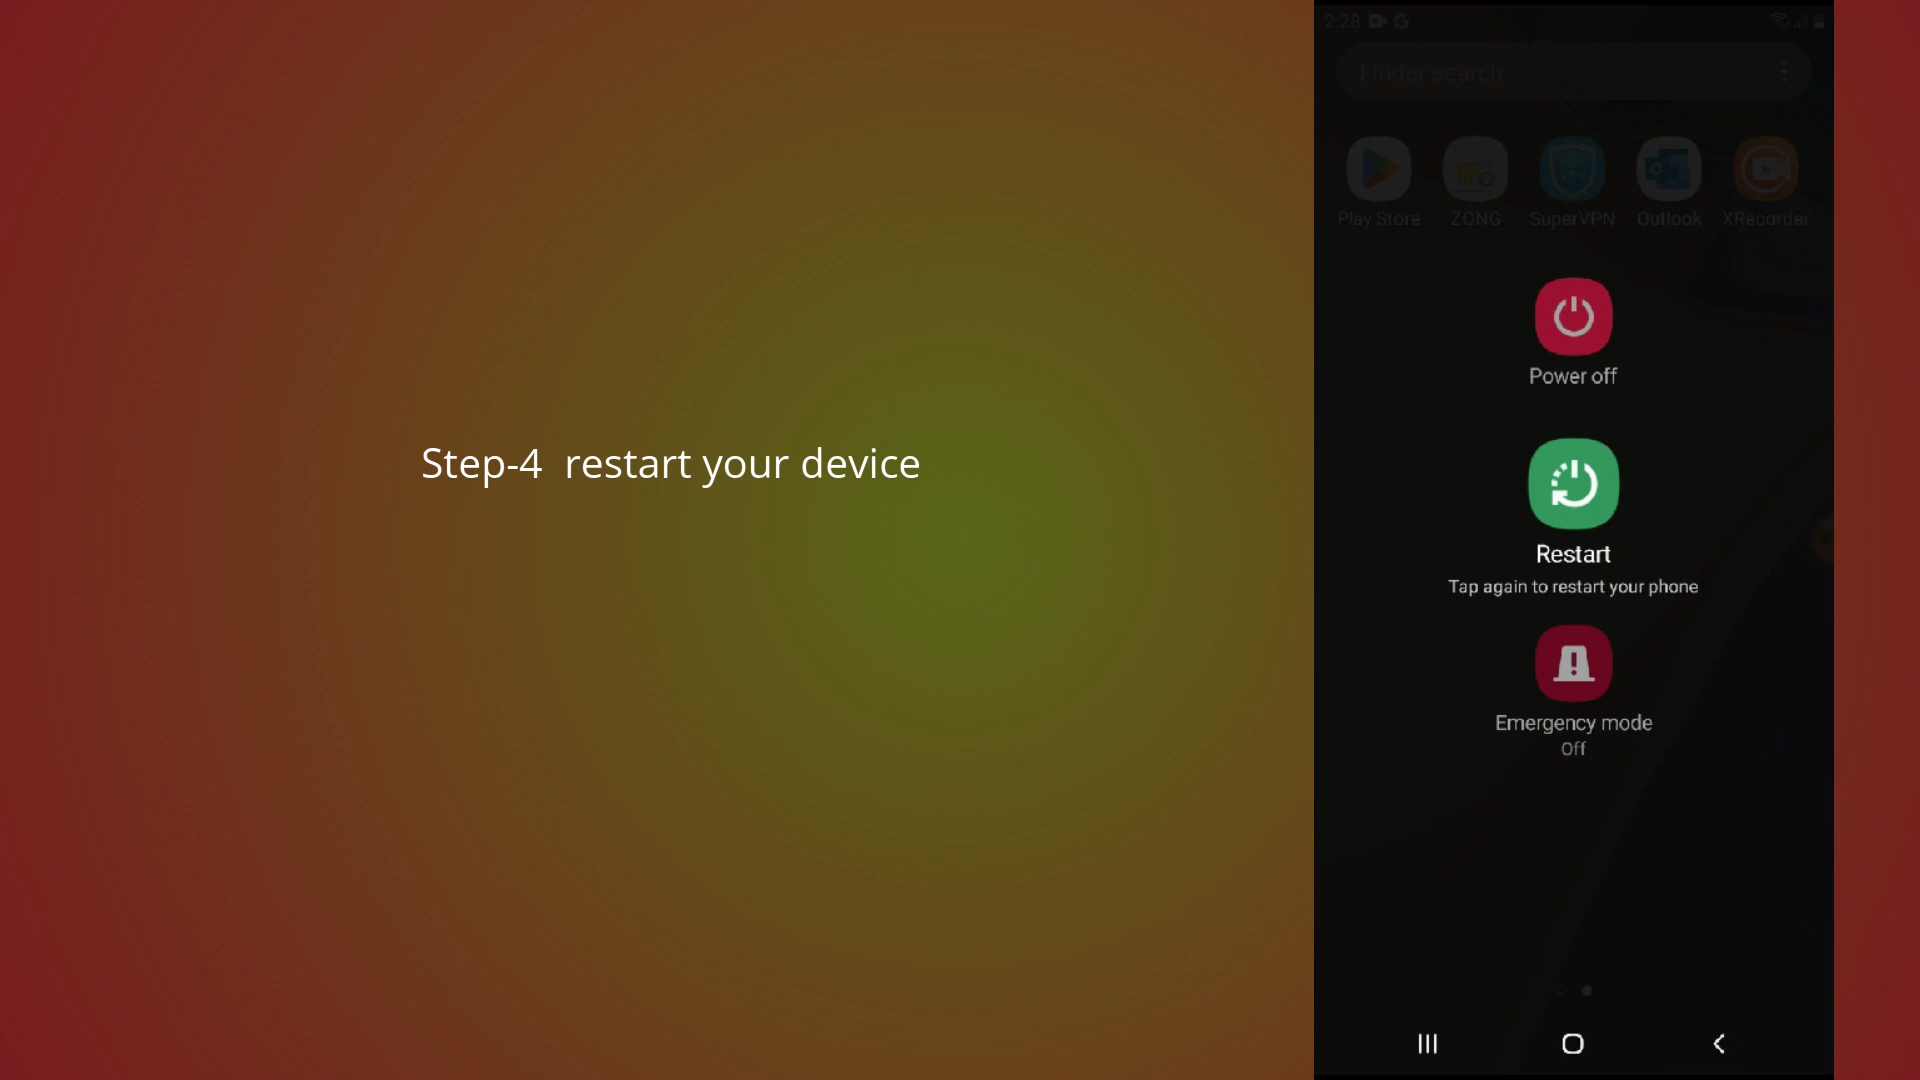 Step-4  restart your device
2:28
Finder search
Play Store ZONG SuperVPN Outlook XRecorder
Power off
Restart
Tap again to restart your phone
Emergency mode
Off